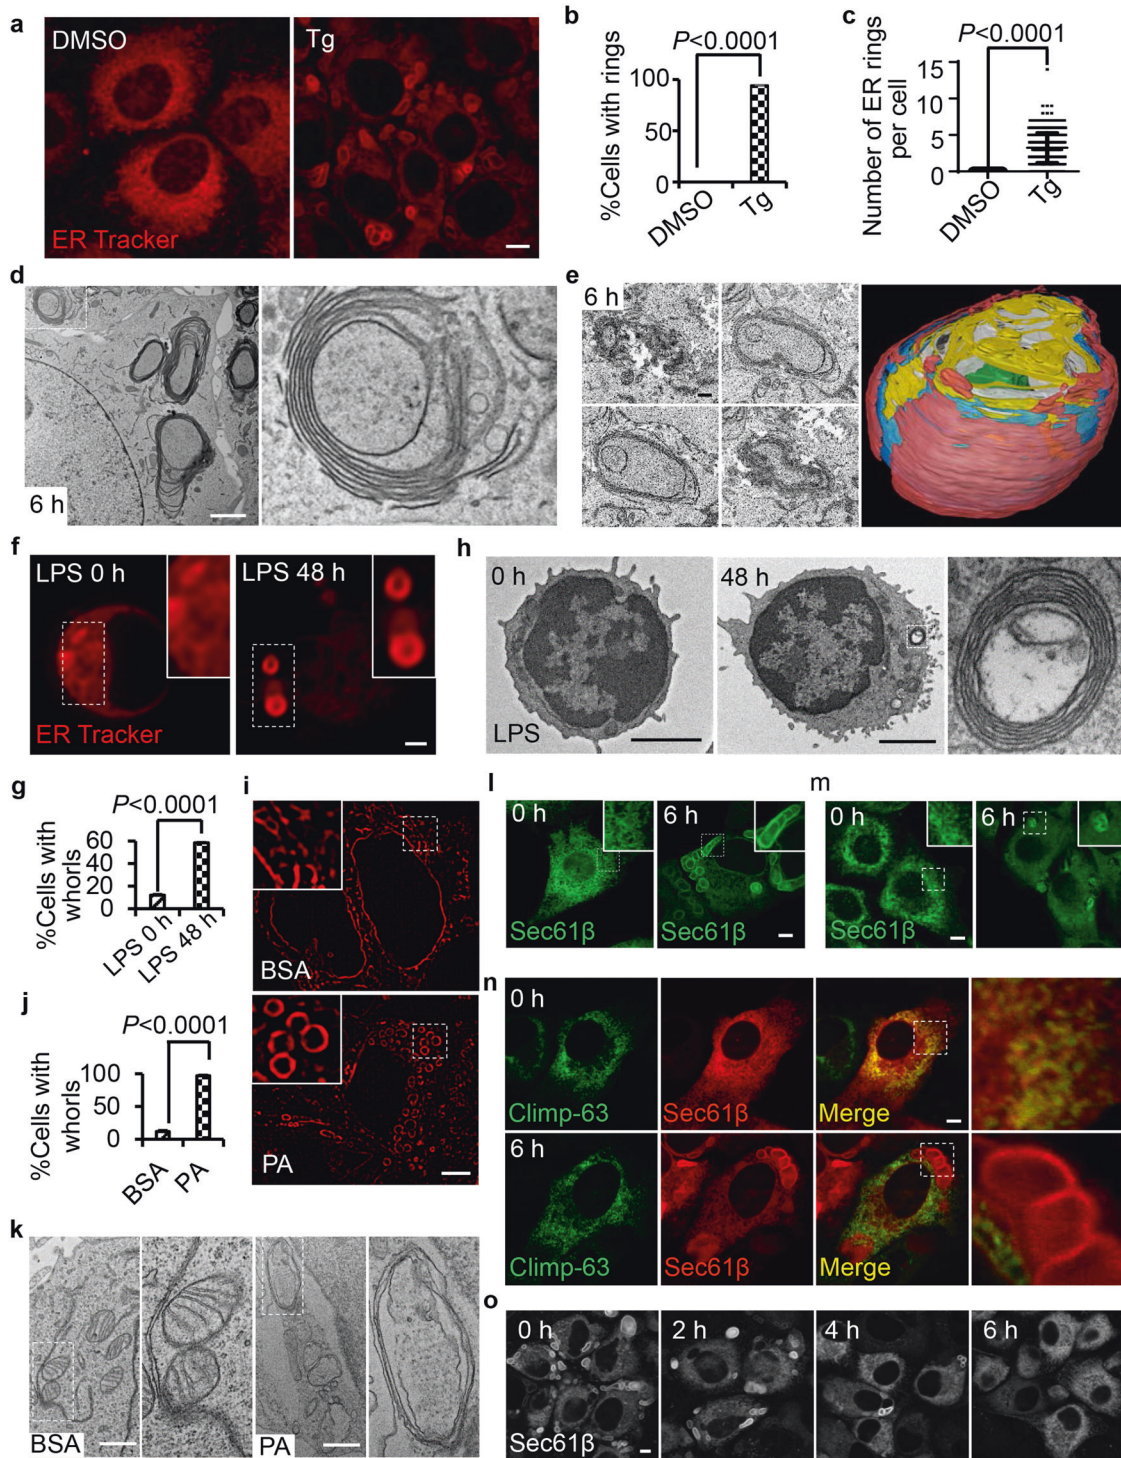 a
DMSO
Tg
ER Tracker
b
P<0.0001
%Cells with rings
100
50
0
DMSO
Tg
c
P<0.0001
Number of ER rings
per cell
15
10
5
0
DMSO
Tg
d
6 h
e
6 h
f
LPS 0 h
LPS 48 h
ER Tracker
h
0 h
48 h
LPS
g
P<0.0001
%Cells with
whorls
60
40
20
0
LPS 0 h
LPS 48 h
i
BSA
PA
j
P<0.0001
%Cells with
whorls
100
50
0
BSA
PA
k
BSA
PA
l
0 h
6 h
Sec61β
Sec61β
m
0 h
6 h
Sec61β
n
0 h
Climp-63
Sec61β
Merge
6 h
Climp-63
Sec61β
Merge
o
0 h
2 h
4 h
6 h
Sec61β